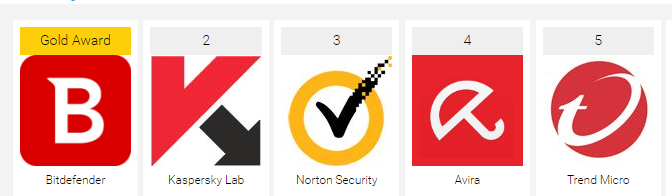 Gold Award
2
3
4
5
B
Bitdefender
Kaspersky Lab
Norton Security
Avira
Trend Micro